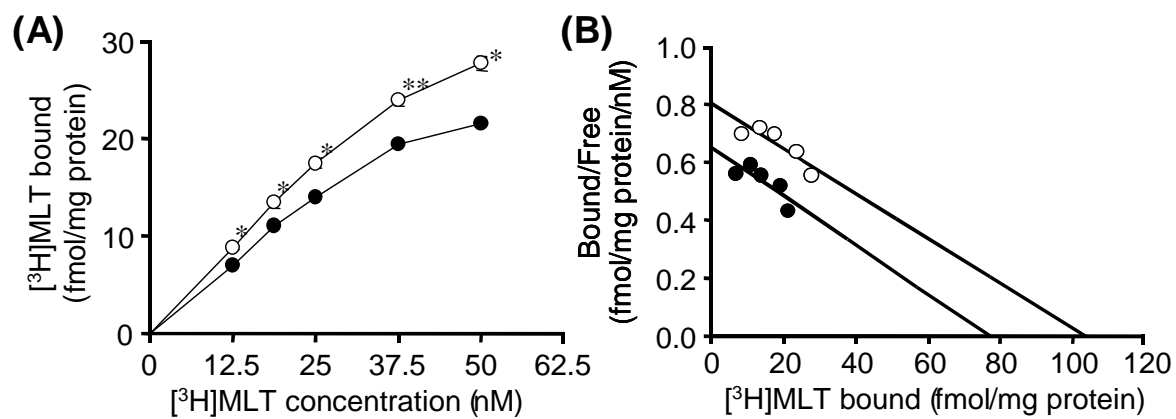 (A)
[³H]MLT bound
(fmol/mg protein)
30
20
10
0
*
*
*
**
*
0 12.5 25 37.5 50 62.5
[³H]MLT concentration (nM)
(B)
Bound/Free
(fmol/mg protein/nM)
1.0
0.8
0.6
0.4
0.2
0.0
0 20 40 60 80 100 120
[³H]MLT bound (fmol/mg protein)